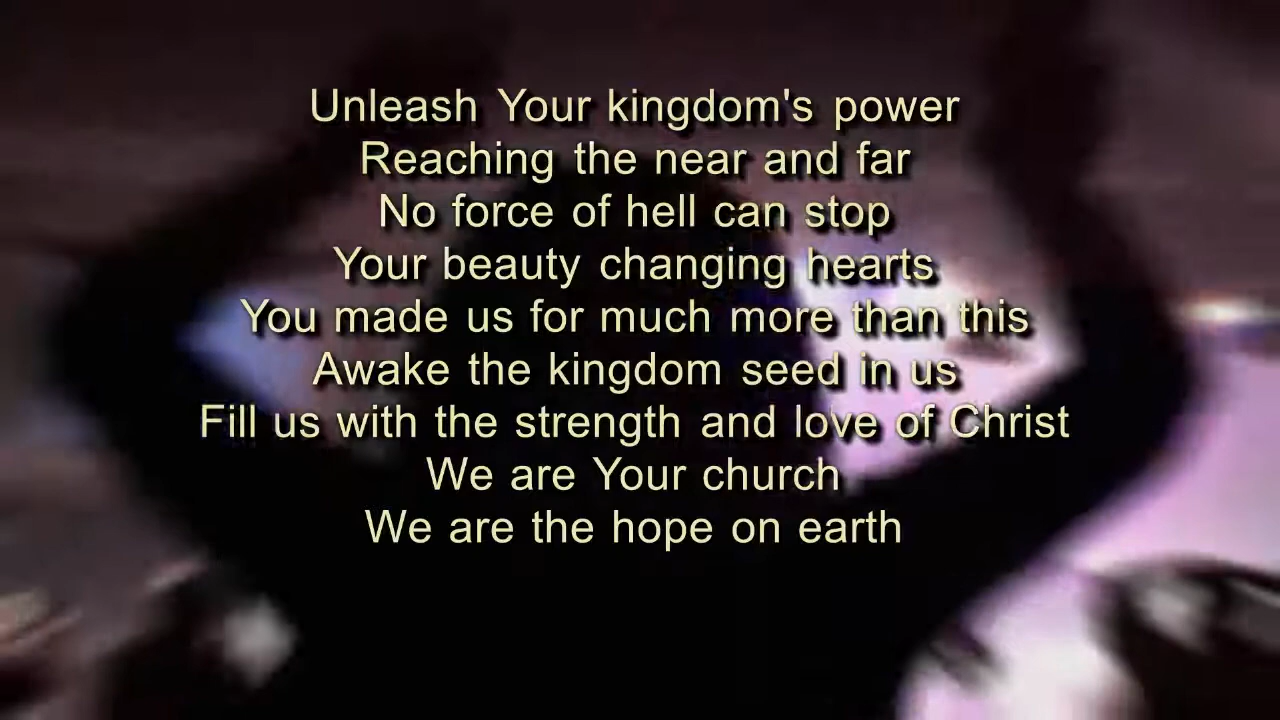 Unleash Your kingdom's power
Reaching the near and far
No force of hell can stop
Your beauty changing hearts
You made us for much more than this
Awake the kingdom seed in us
Fill us with the strength and love of Christ
We are Your church
We are the hope on earth